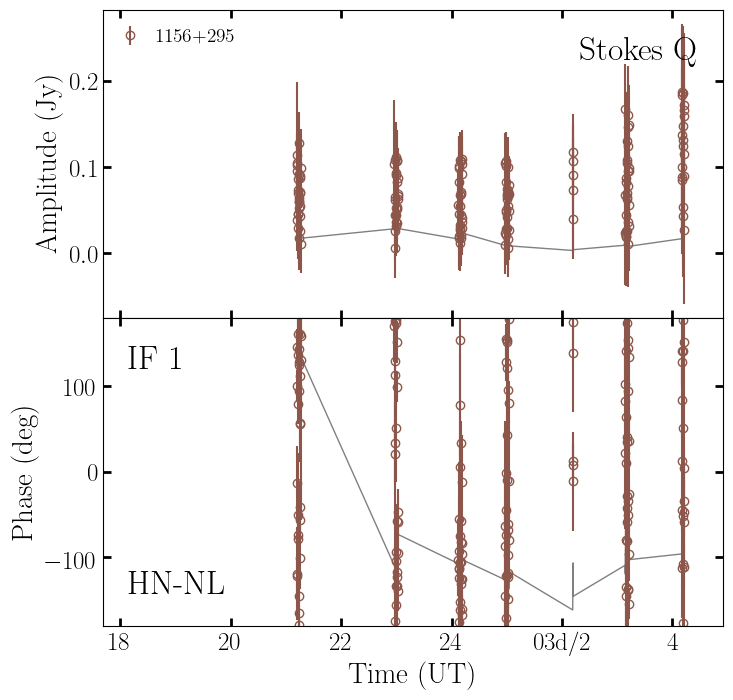 1156+295
Stokes Q
Amplitude (Jy)
0.2
0.1
0.0
IF 1
HN-NL
Phase (deg)
100
0
−100
18 20 22 24 03d/2 4
Time (UT)